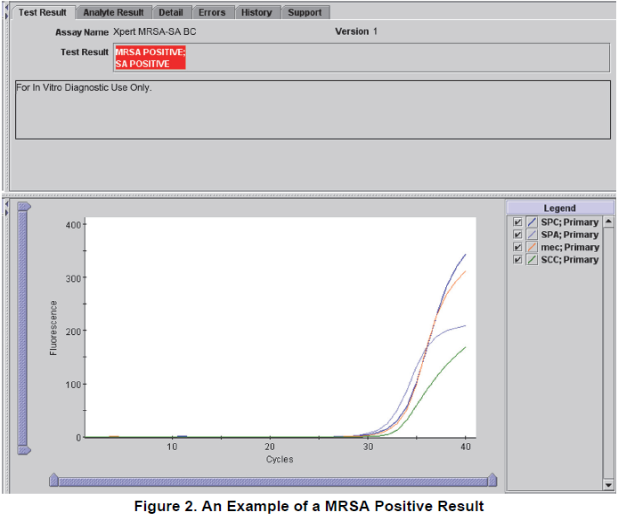 Test Result Analyte Result Detail Errors History Support
Assay Name Xpert MRSA-SA BC Version 1
Test Result MRSA POSITIVE;
SA POSITIVE
For In Vitro Diagnostic Use Only.
Legend
SPC; Primary
SPA; Primary
mec; Primary
SCC; Primary
400
300
200
100
0
Fluorescence
10 20 30 40
Cycles
Figure 2. An Example of a MRSA Positive Result